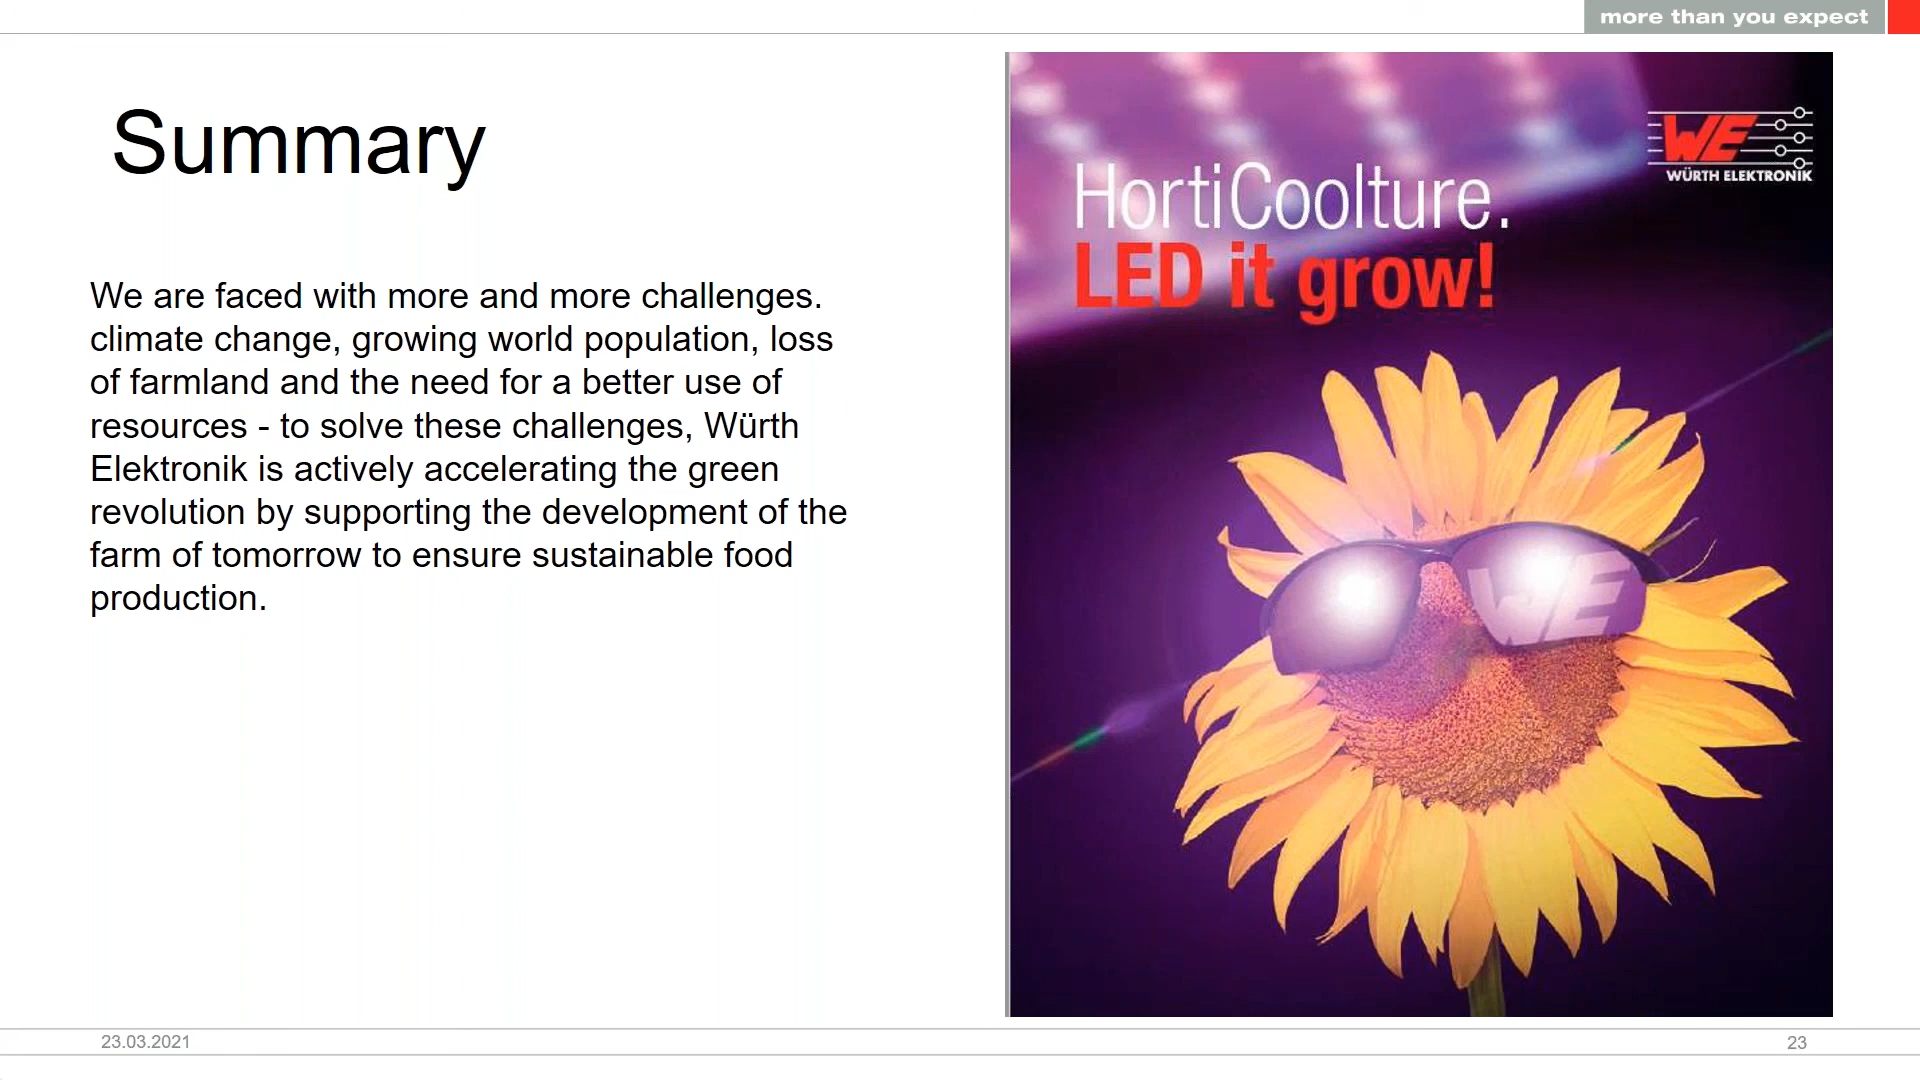 more than you expect
Summary
We are faced with more and more challenges.
climate change, growing world population, loss
of farmland and the need for a better use of
resources - to solve these challenges, Würth
Elektronik is actively accelerating the green
revolution by supporting the development of the
farm of tomorrow to ensure sustainable food
production.
WE
WÜRTH ELEKTRONIK
HortiCoolture.
LED it grow!
WE
23.03.2021
23